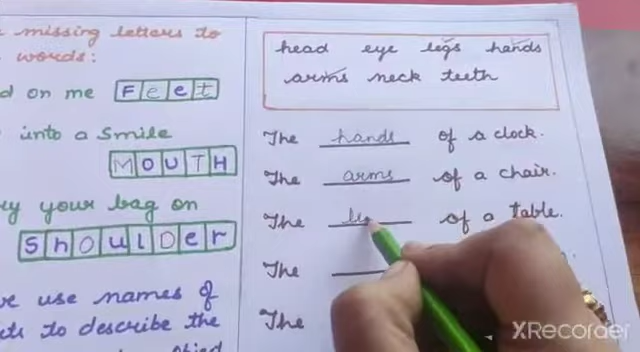 missing letters to
words:
on me Feet
into a Smile
MOUTH
your bag on
ShOulDer
use names of
to describe the
head eye legs hands
arms neck teeth
The hands of a clock.
The arms of a chair.
The leg of a table.
The
The
XRecorder